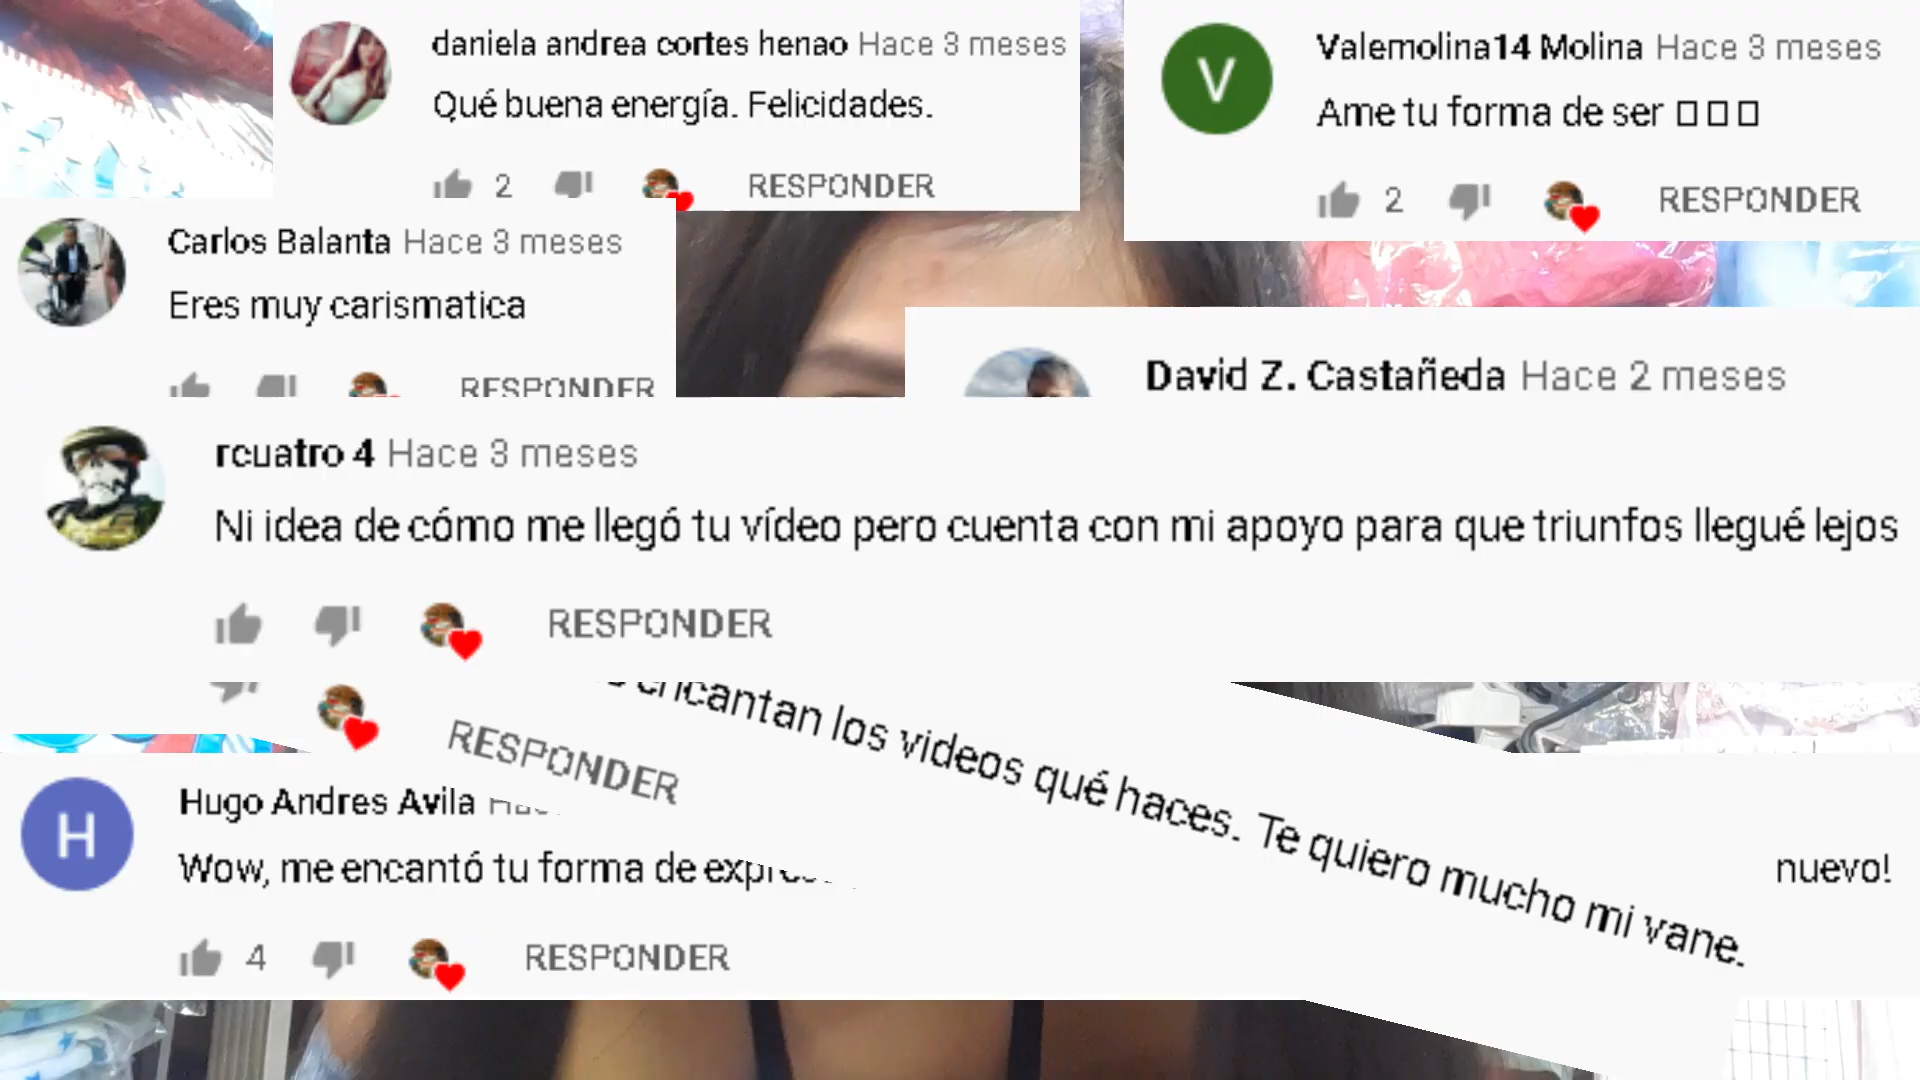 daniela andrea cortes henao Hace 3 meses
Qué buena energía. Felicidades.
2 RESPONDER
Valemolina14 Molina Hace 3 meses
Ame tu forma de ser
2 RESPONDER
Carlos Balanta Hace 3 meses
Eres muy carismatica
RESPONDER
David Z. Castañeda Hace 2 meses
rcuatro 4 Hace 3 meses
Ni idea de cómo me llegó tu vídeo pero cuenta con mi apoyo para que triunfos llegué lejos
RESPONDER
encantan los videos qué haces. Te quiero mucho mi vane.
RESPONDER
Hugo Andres Avila
Wow, me encantó tu forma de
nuevo!
4 RESPONDER